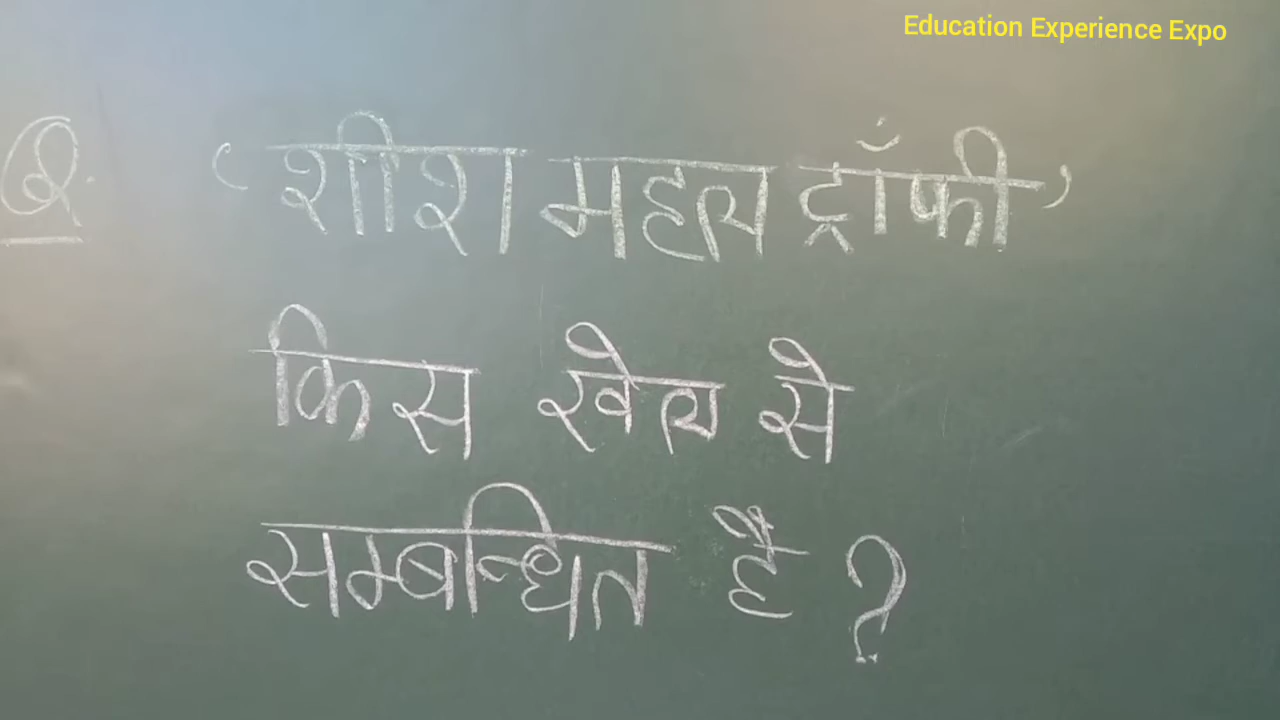 Education Experience Expo
Q. 'शीश महल ट्रॉफी'
किस खेल से
सम्बन्धित है ?